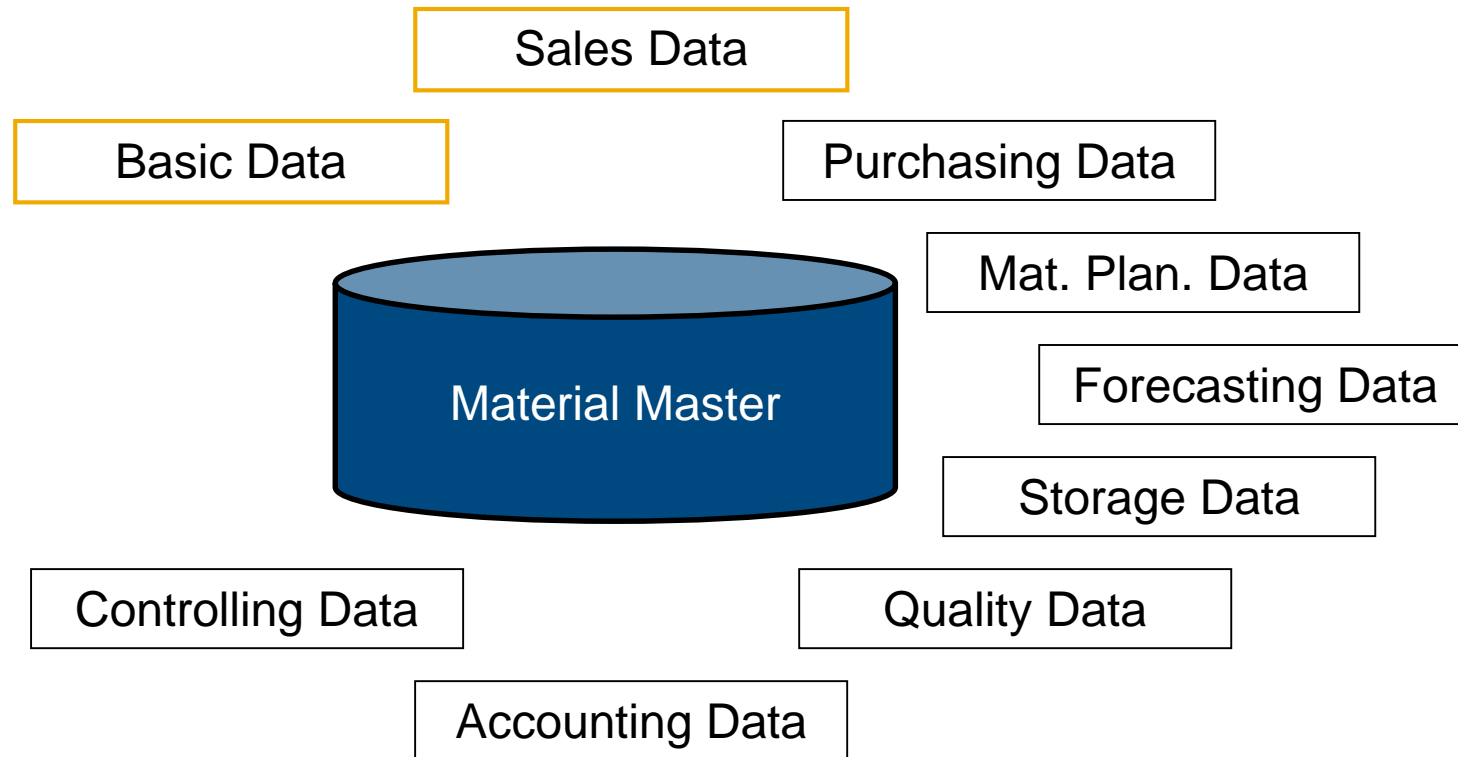 Sales Data
Basic Data
Purchasing Data
Mat. Plan. Data
Material Master
Forecasting Data
Storage Data
Controlling Data
Quality Data
Accounting Data